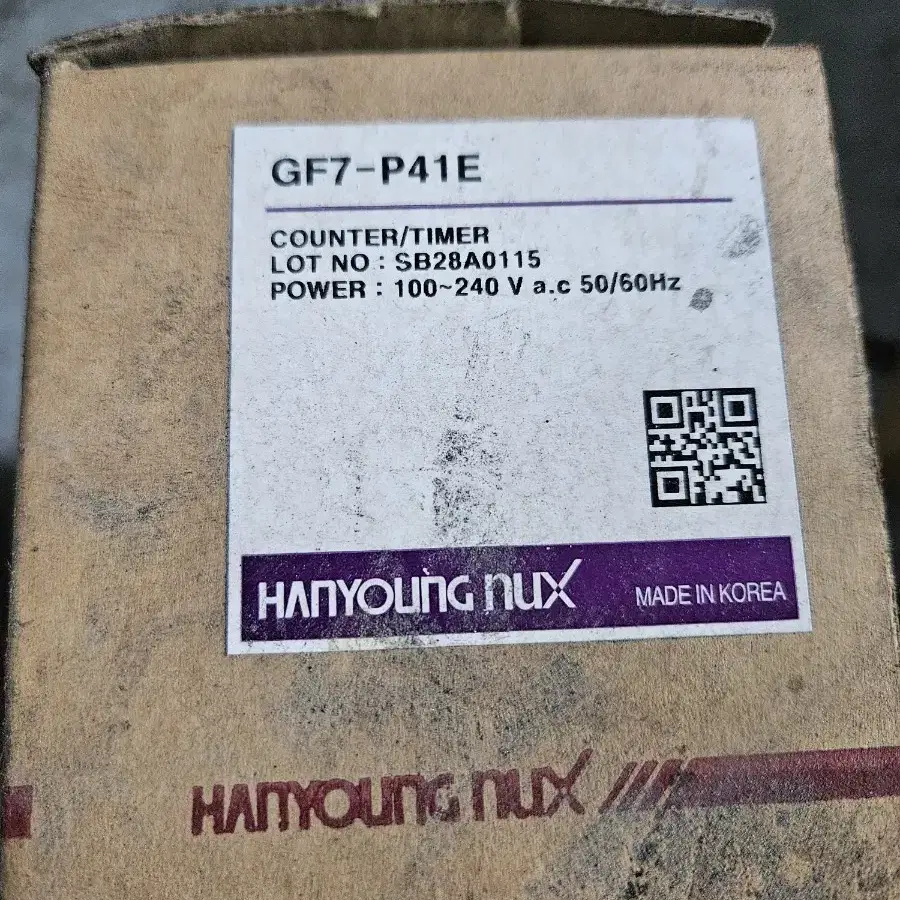 GF7-P41E
COUNTER/TIMER
LOT NO : SB28A0115
POWER : 100~240 V a.c 50/60Hz
HANYOUNG nUX
MADE IN KOREA
HANYOUNG nUX